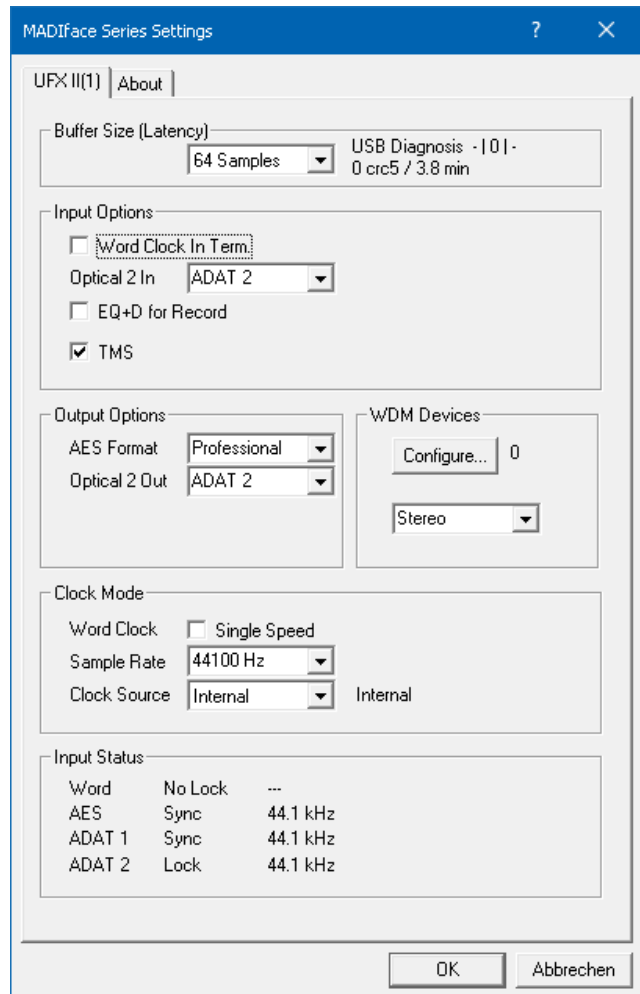 MADIface Series Settings ? ×
UFX II(1) About
Buffer Size (Latency)
64 Samples
USB Diagnosis - | 0 | -
0 crc5 / 3.8 min
Input Options
Word Clock In Term.
Optical 2 In ADAT 2
EQ+D for Record
TMS
Output Options
AES Format Professional
Optical 2 Out ADAT 2
WDM Devices
Configure... 0
Stereo
Clock Mode
Word Clock Single Speed
Sample Rate 44100 Hz
Clock Source Internal Internal
Input Status
Word No Lock ---
AES Sync 44.1 kHz
ADAT 1 Sync 44.1 kHz
ADAT 2 Lock 44.1 kHz
OK Abbrechen